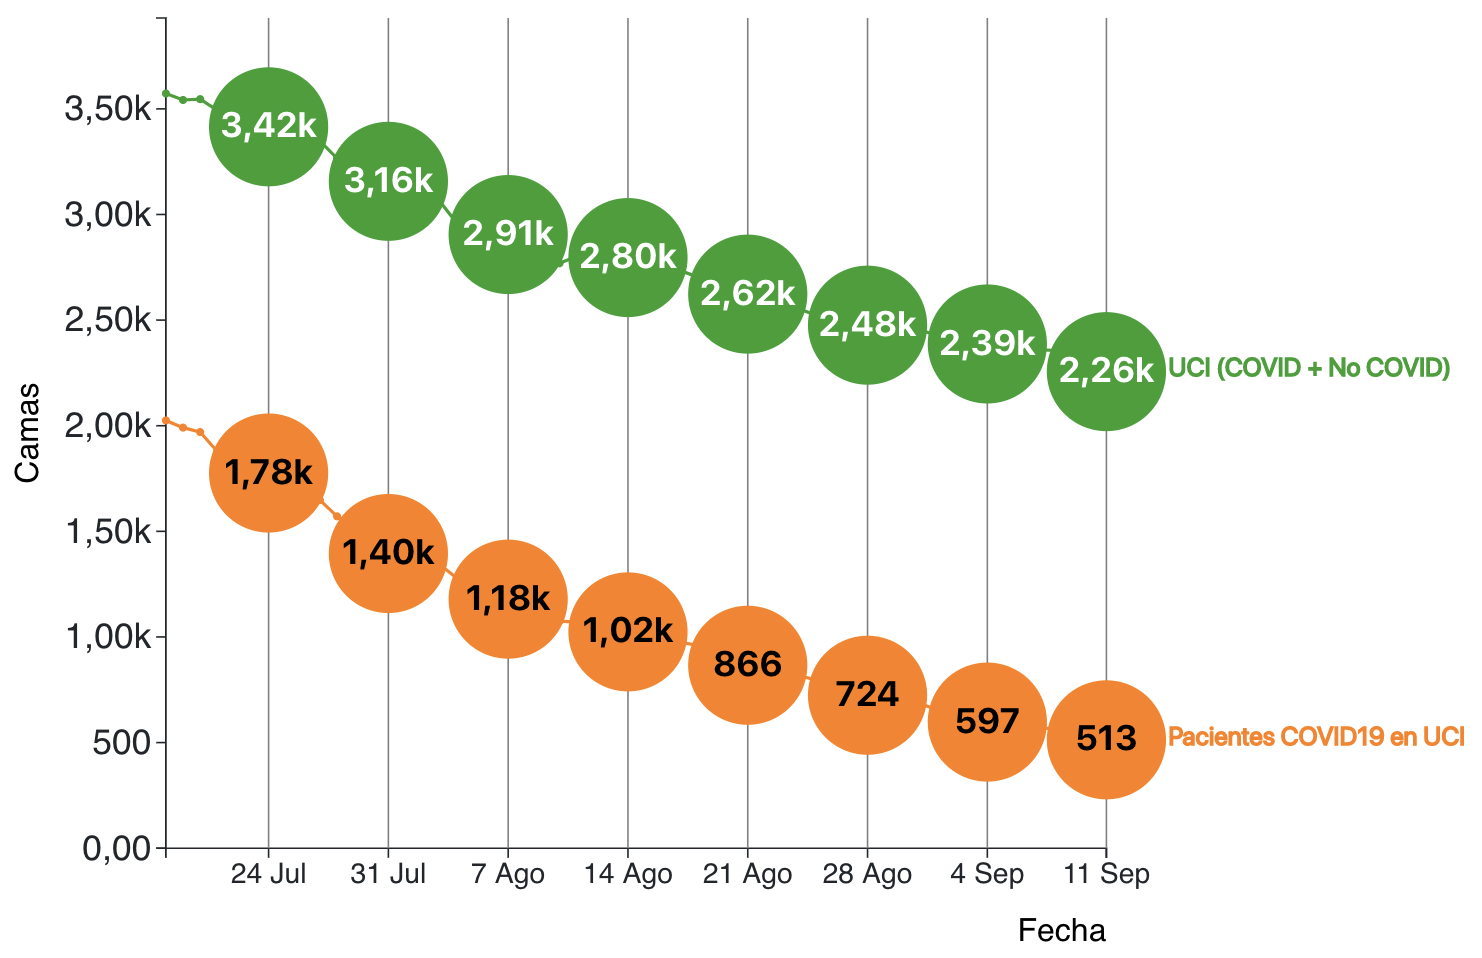 3,50k
3,00k
2,50k
2,00k
1,50k
1,00k
500
0,00
Camas
3,42k
3,16k
2,91k
2,80k
2,62k
2,48k
2,39k
2,26k
UCI (COVID + No COVID)
1,78k
1,40k
1,18k
1,02k
866
724
597
513
Pacientes COVID19 en UCI
24 Jul
31 Jul
7 Ago
14 Ago
21 Ago
28 Ago
4 Sep
11 Sep
Fecha